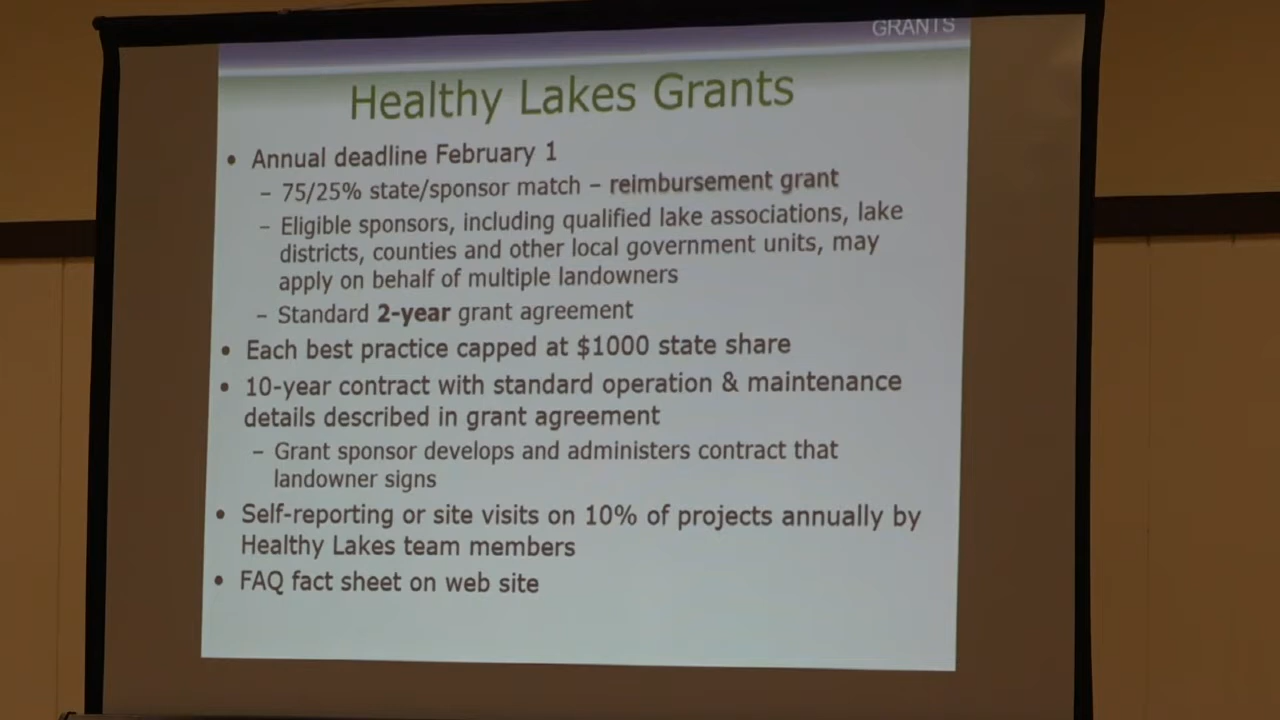 GRANTS
Healthy Lakes Grants
• Annual deadline February 1
– 75/25% state/sponsor match – reimbursement grant
– Eligible sponsors, including qualified lake associations, lake
districts, counties and other local government units, may
apply on behalf of multiple landowners
– Standard 2-year grant agreement
• Each best practice capped at $1000 state share
• 10-year contract with standard operation & maintenance
details described in grant agreement
– Grant sponsor develops and administers contract that
landowner signs
• Self-reporting or site visits on 10% of projects annually by
Healthy Lakes team members
• FAQ fact sheet on web site